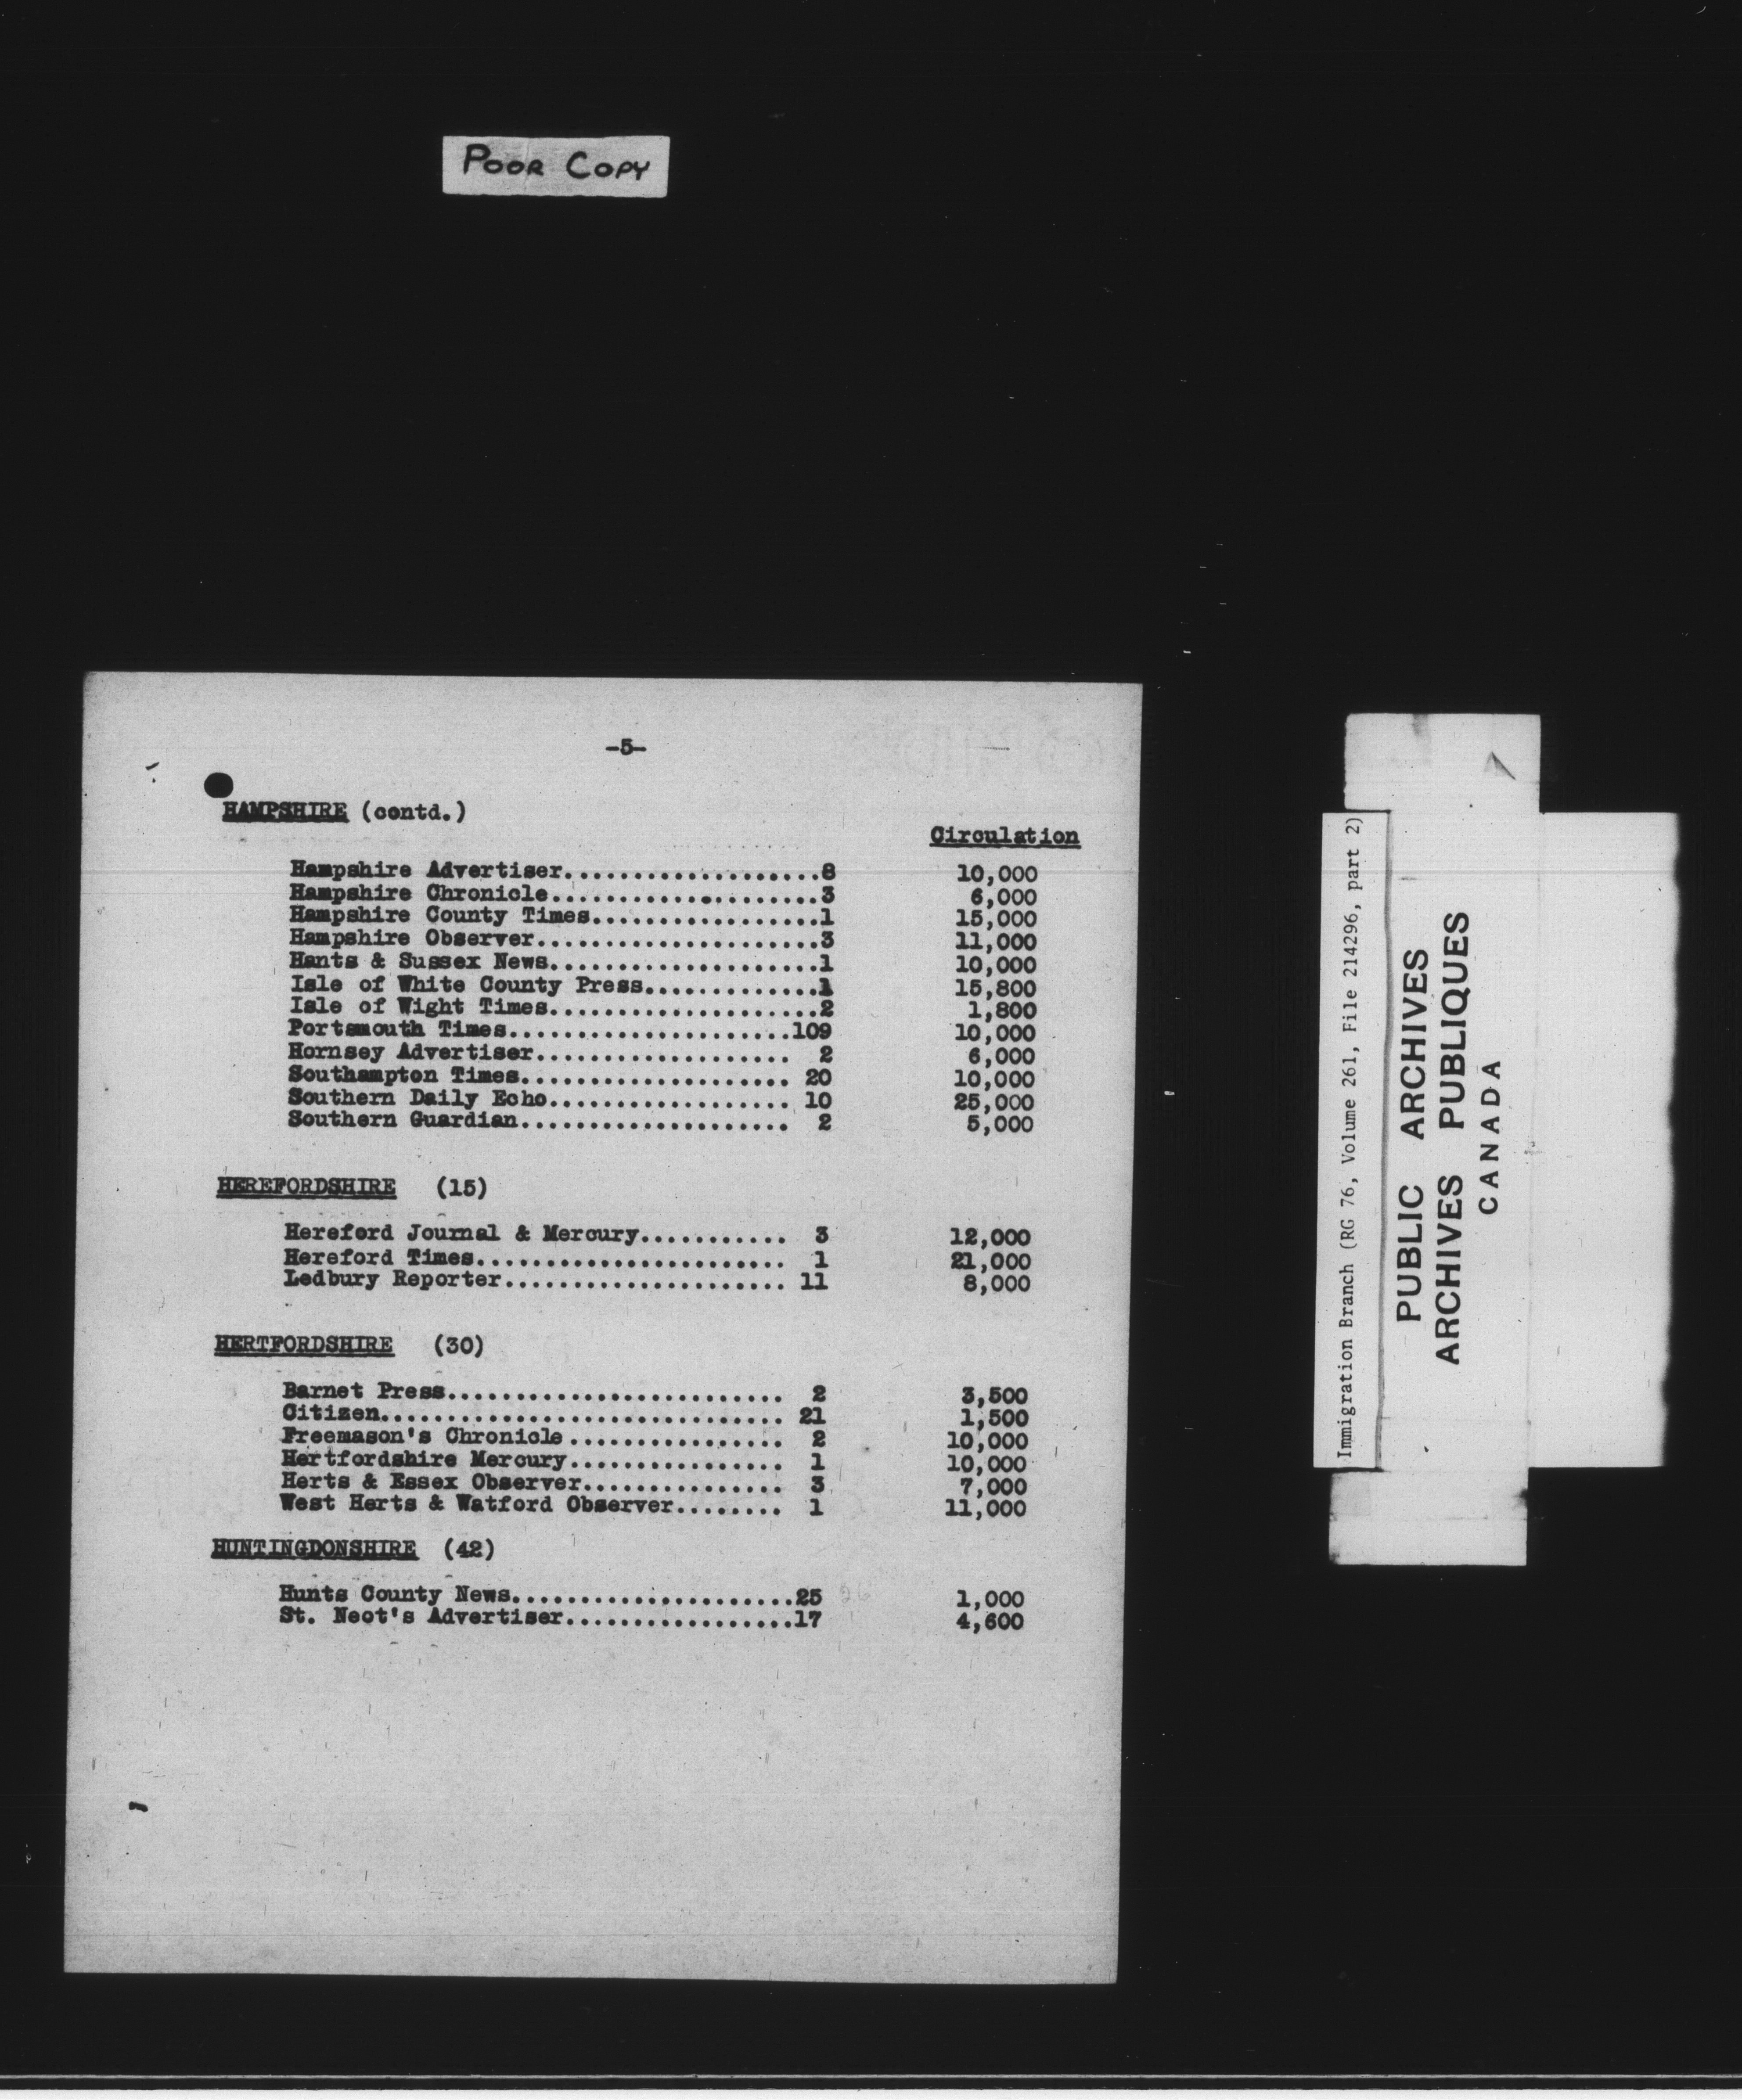 POOR COPY
-5-
HAMPSHIRE (contd.)
Circulation
Hampshire Advertiser...................8 10,000
Hampshire Chronicle....................3 6,000
Hampshire County Times.................1 15,000
Hampshire Observer.....................3 11,000
Hants & Sussex News....................1 10,000
Isle of White County Press.............1 15,800
Isle of Wight Times....................2 1,800
Portsmouth Times.....................109 10,000
Hornsey Advertiser................... 2 6,000
Southampton Times.................... 20 10,000
Southern Daily Echo.................. 10 25,000
Southern Guardian.................... 2 5,000
HEREFORDSHIRE (15)
Hereford Journal & Mercury........... 3 12,000
Hereford Times....................... 1 21,000
Ledbury Reporter..................... 11 8,000
HERTFORDSHIRE (30)
Barnet Press......................... 2 3,500
Citizen.............................. 21 1,500
Freemason's Chronicle................ 2 10,000
Hertfordshire Mercury................ 1 10,000
Herts & Essex Observer............... 3 7,000
West Herts & Watford Observer........ 1 11,000
HUNTINGDONSHIRE (42)
Hunts County News.....................25 26 1,000
St. Neot's Advertiser.................17 4,600
Immigration Branch (RG 76, Volume 261, File 214296, part 2)
PUBLIC ARCHIVES
ARCHIVES PUBLIQUES
CANADA